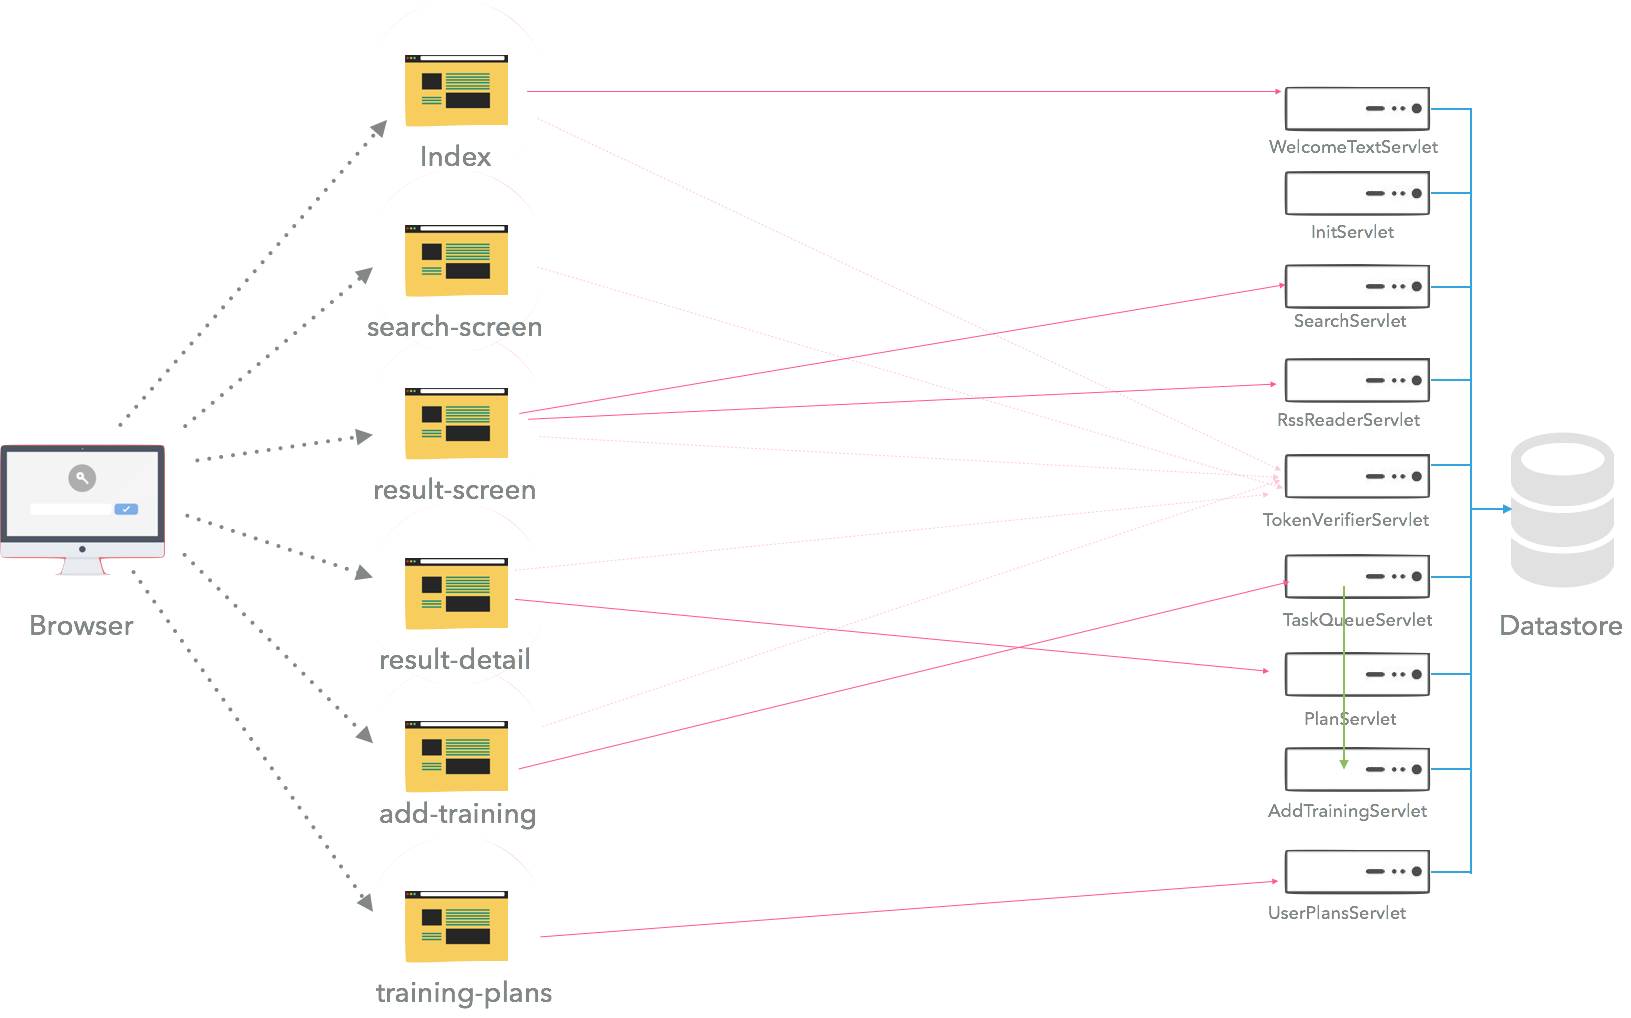 Index
search-screen
result-screen
result-detail
add-training
training-plans
Browser
WelcomeTextServlet
InitServlet
SearchServlet
RssReaderServlet
TokenVerifierServlet
TaskQueueServlet
PlanServlet
AddTrainingServlet
UserPlansServlet
Datastore